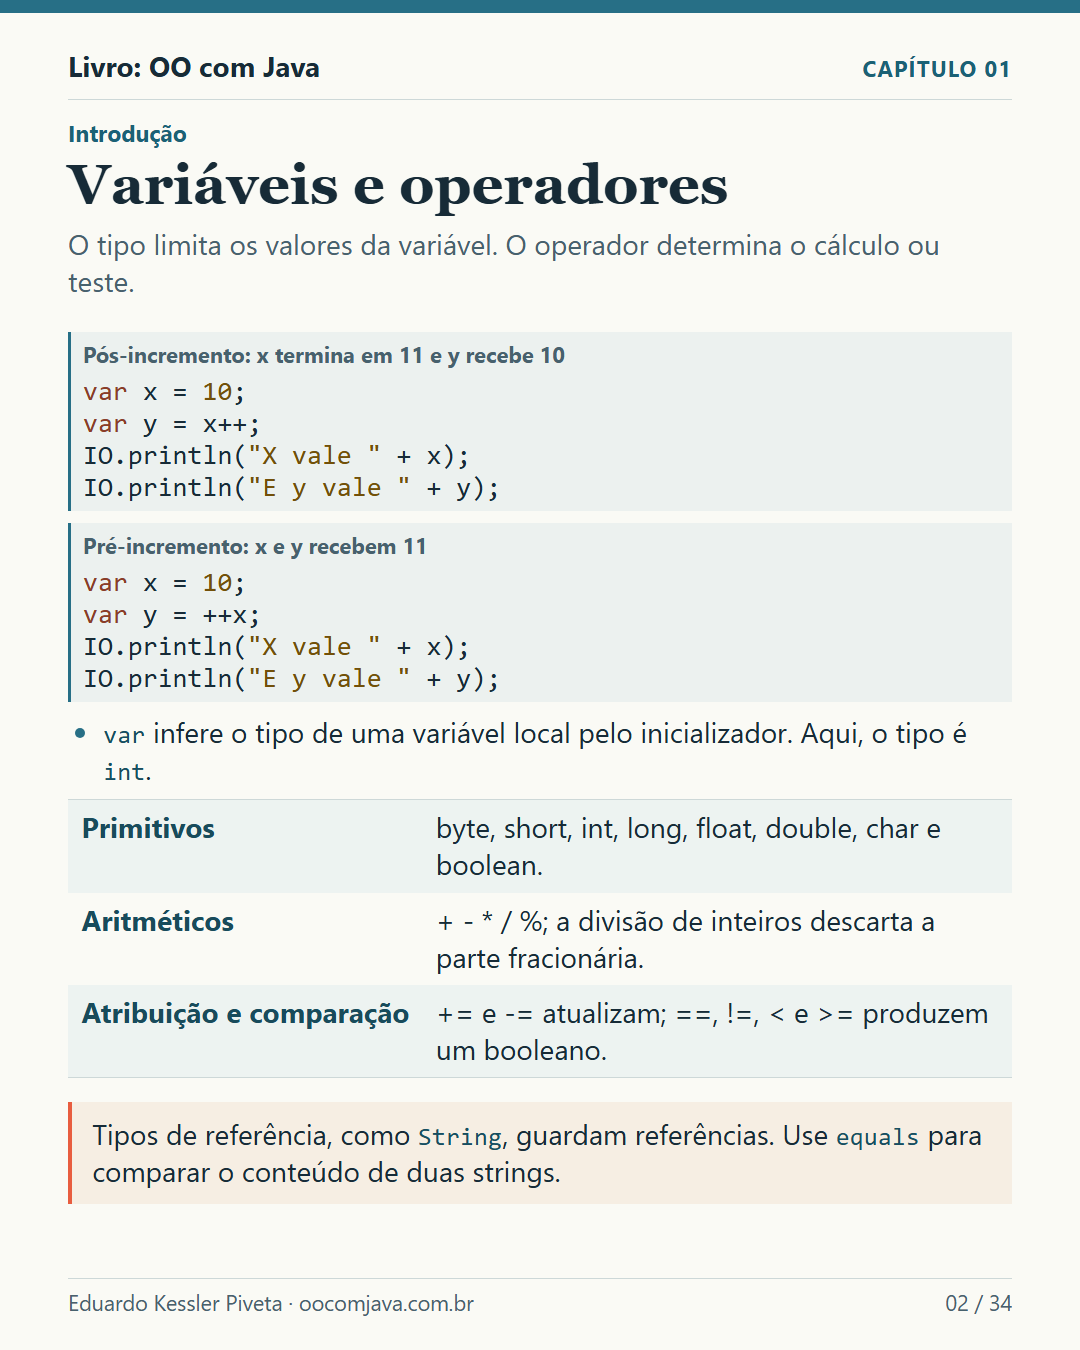 Livro: OO com Java
CAPÍTULO 01
Introdução
Variáveis e operadores
O tipo limita os valores da variável. O operador determina o cálculo ou
teste.
Pós-incremento: x termina em 11 e y recebe 10
var x = 10;
var y = x++;
IO.println("X vale " + x);
IO.println("E y vale " + y);
Pré-incremento: x e y recebem 11
var x = 10;
var y = ++x;
IO.println("X vale " + x);
IO.println("E y vale " + y);
• var infere o tipo de uma variável local pelo inicializador. Aqui, o tipo é
int.
Primitivos
byte, short, int, long, float, double, char e
boolean.
Aritméticos
+ - * / %; a divisão de inteiros descarta a
parte fracionária.
Atribuição e comparação
+= e -= atualizam; ==, !=, < e >= produzem
um booleano.
Tipos de referência, como String, guardam referências. Use equals para
comparar o conteúdo de duas strings.
Eduardo Kessler Piveta · oocomjava.com.br
02 / 34